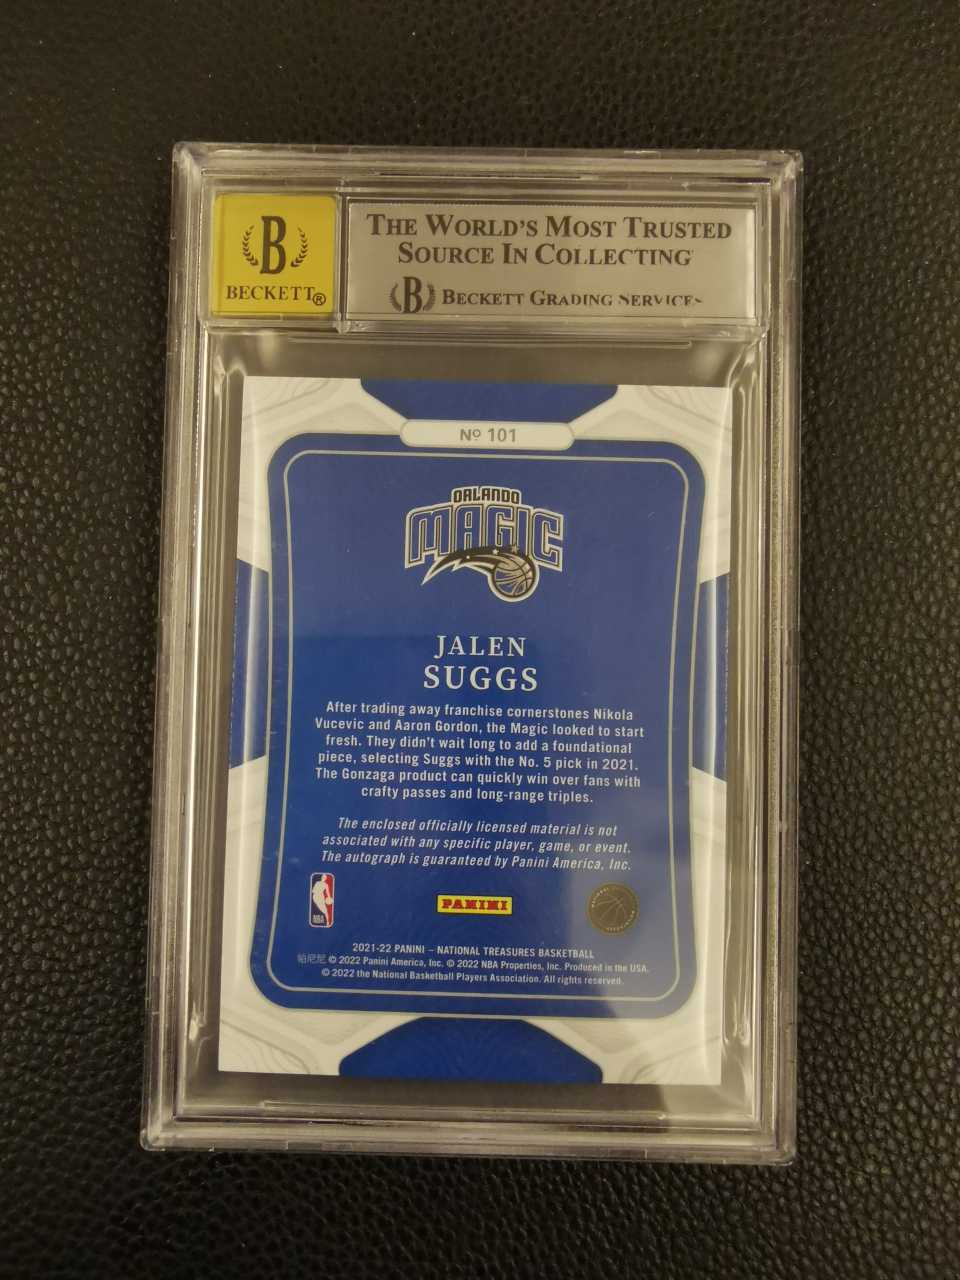 THE WORLD'S MOST TRUSTED
SOURCE IN COLLECTING
B
BECKETT®
B BECKETT GRADING SERVICES
Nº 101
ORLANDO
MAGIC
JALEN
SUGGS
After trading away franchise cornerstones Nikola
Vucevic and Aaron Gordon, the Magic looked to start
fresh. They didn't wait long to add a foundational
piece, selecting Suggs with the No. 5 pick in 2021.
The Gonzaga product can quickly win over fans with
crafty passes and long-range triples.
The enclosed officially licensed material is not
associated with any specific player, game, or event.
The autograph is guaranteed by Panini America, Inc.
NBA
PANINI
2021-22 PANINI – NATIONAL TREASURES BASKETBALL
帕尼尼 © 2022 Panini America, Inc. © 2022 NBA Properties, Inc. Produced in the USA.
© 2022 the National Basketball Players Association. All rights reserved.